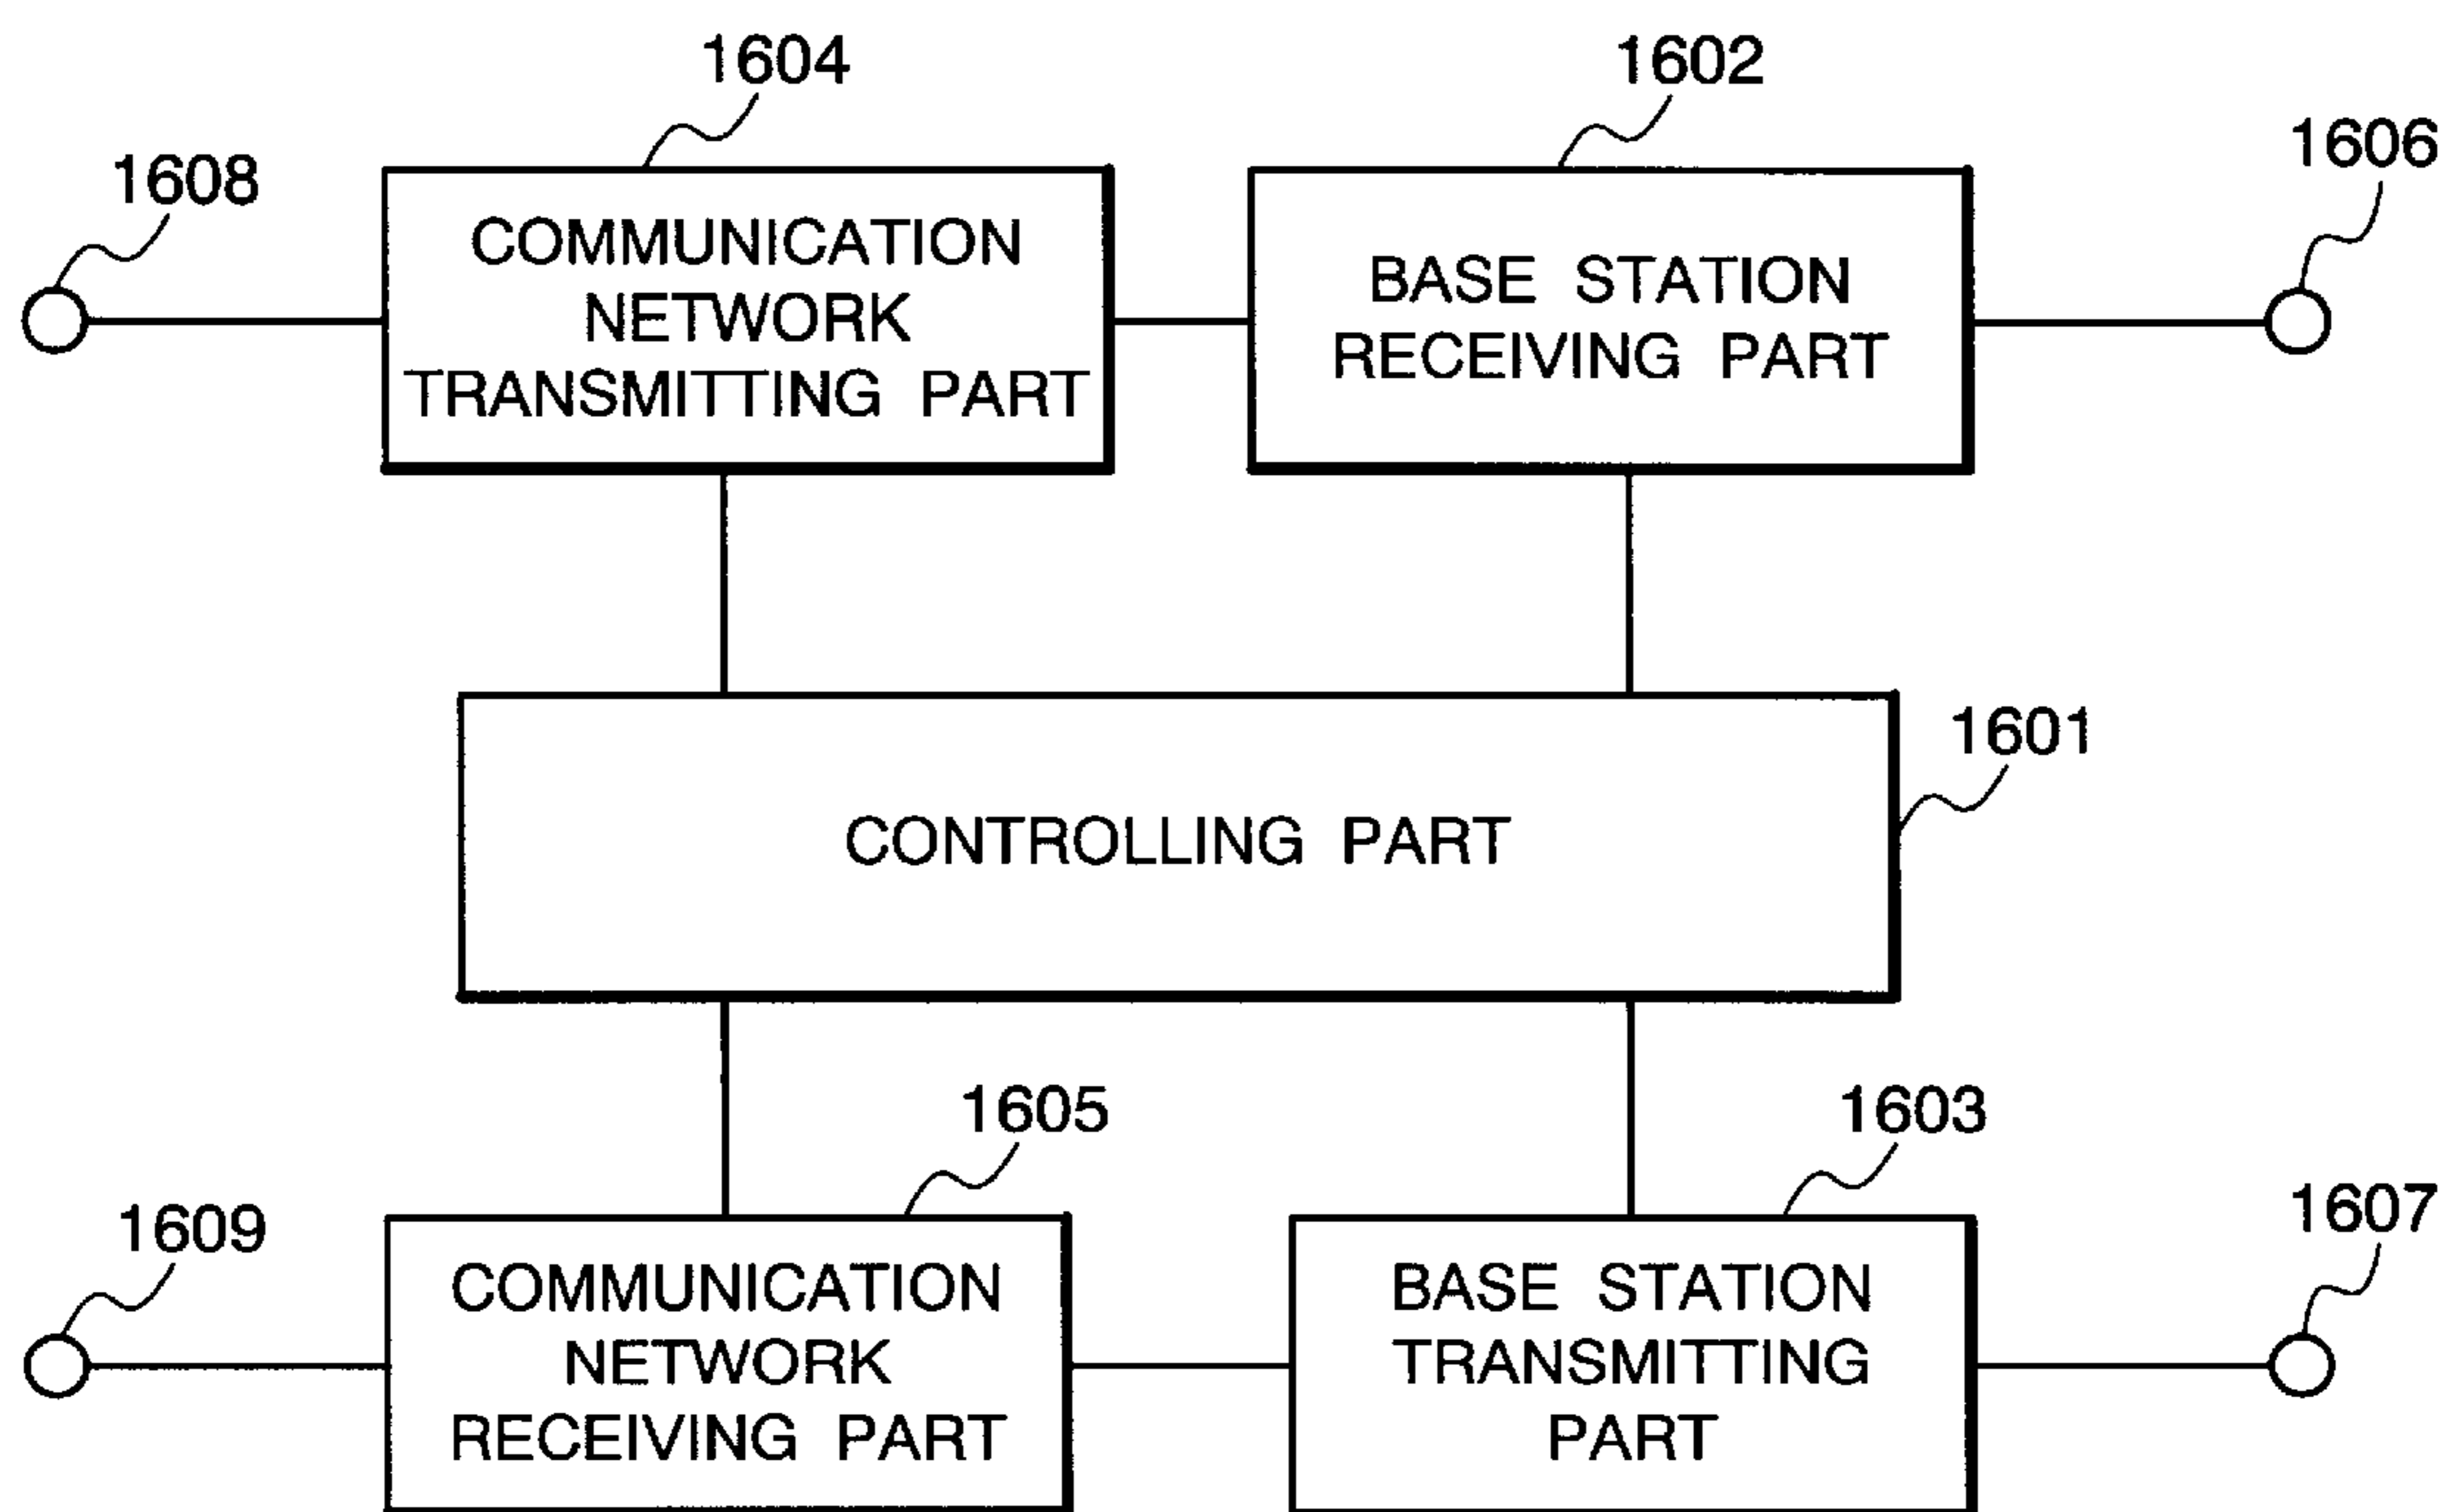 1604
1602
1606
1608
COMMUNICATION
NETWORK
TRANSMITTING PART
BASE STATION
RECEIVING PART
1601
CONTROLLING PART
1605
1603
1607
1609
COMMUNICATION
NETWORK
RECEIVING PART
BASE STATION
TRANSMITTING
PART